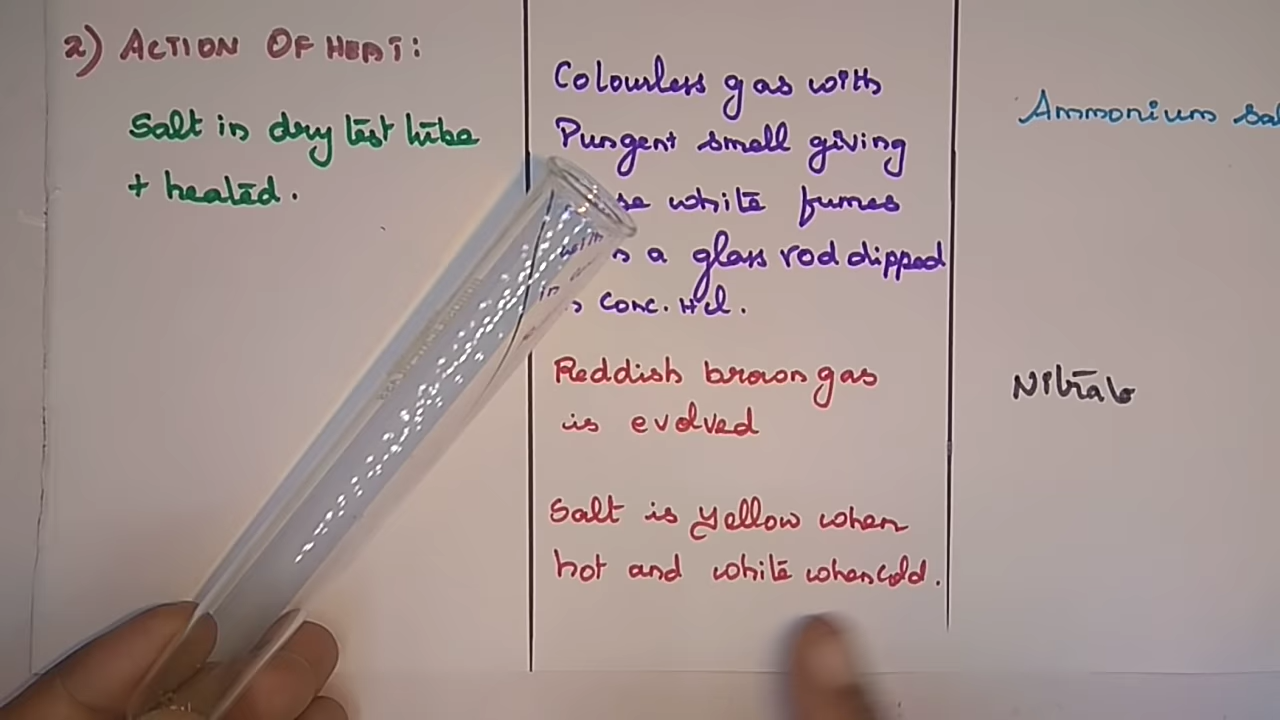 2) ACTION OF HEAT:
Salt in dry test tube
+ heated.
Colourless gas with
Pungent smell giving
white fumes
a glass rod dipped
conc. HCl.
Reddish brown gas
is evolved
Salt is yellow when
hot and white when cold.
Ammonium sal
Nitrate